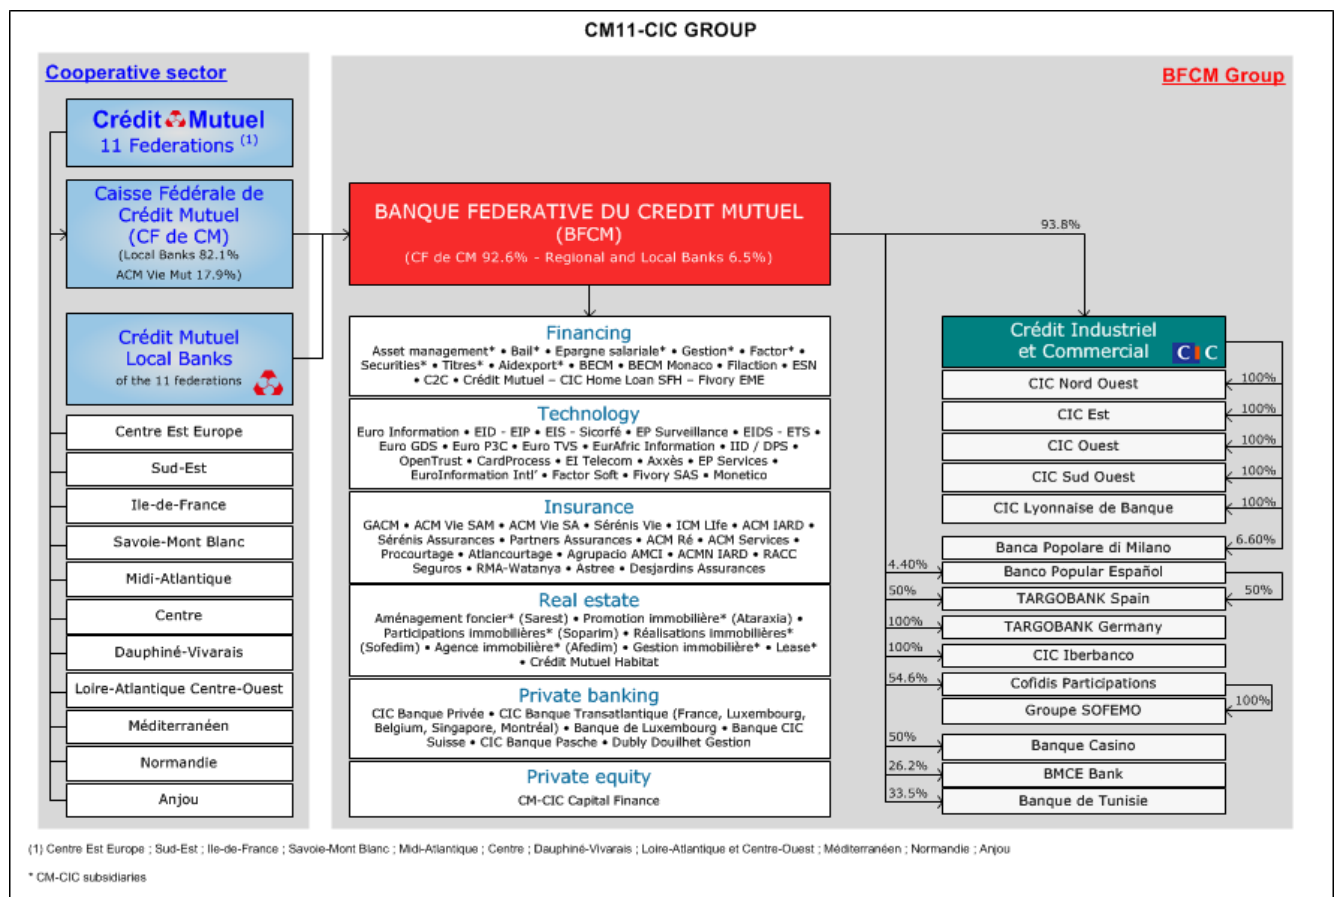 CM11-CIC GROUP
Cooperative sector
BFCM Group
Crédit Mutuel
11 Federations (1)
Caisse Fédérale de
Crédit Mutuel
(CF de CM)
(Local Banks 82.1%
ACM Vie Mut 17.9%)
Crédit Mutuel
Local Banks
of the 11 federations
Centre Est Europe
Sud-Est
Ile-de-France
Savoie-Mont Blanc
Midi-Atlantique
Centre
Dauphiné-Vivarais
Loire-Atlantique Centre-Ouest
Méditerranéen
Normandie
Anjou
BANQUE FEDERATIVE DU CREDIT MUTUEL
(BFCM)
(CF de CM 92.6% - Regional and Local Banks 6.5%)
Financing
Asset management* • Bail* • Epargne salariale* • Gestion* • Factor* •
Securities* • Titres* • Aidexport* • BECM • BECM Monaco • Filaction • ESN
• C2C • Crédit Mutuel – CIC Home Loan SFH – Fivory EME
Technology
Euro Information • EID - EIP • EIS - Sicorfé • EP Surveillance • EIDS - ETS •
Euro GDS • Euro P3C • Euro TVS • EurAfric Information • IID / DPS •
OpenTrust • CardProcess • EI Telecom • Axxès • EP Services •
EuroInformation Intl' • Factor Soft • Fivory SAS • Monetico
Insurance
GACM • ACM Vie SAM • ACM Vie SA • Sérénis Vie • ICM LIfe • ACM IARD •
Sérénis Assurances • Partners Assurances • ACM Ré • ACM Services •
Procourtage • Atlancourtage • Agrupacio AMCI • ACMN IARD • RACC
Seguros • RMA-Watanya • Astree • Desjardins Assurances
Real estate
Aménagement foncier* (Sarest) • Promotion immobilière* (Ataraxia) •
Participations immobilières* (Soparim) • Réalisations immobilières*
(Sofedim) • Agence immobilière* (Afedim) • Gestion immobilière* • Lease*
• Crédit Mutuel Habitat
Private banking
CIC Banque Privée • CIC Banque Transatlantique (France, Luxembourg,
Belgium, Singapore, Montréal) • Banque de Luxembourg • Banque CIC
Suisse • CIC Banque Pasche • Dubly Douilhet Gestion
Private equity
CM-CIC Capital Finance
93.8%
Crédit Industriel
et Commercial
CIC
CIC Nord Ouest
100%
CIC Est
100%
CIC Ouest
100%
CIC Sud Ouest
100%
CIC Lyonnaise de Banque
100%
Banca Popolare di Milano
6.60%
4.40%
Banco Popular Español
50%
TARGOBANK Spain
50%
100%
TARGOBANK Germany
100%
CIC Iberbanco
54.6%
Cofidis Participations
Groupe SOFEMO
100%
50%
Banque Casino
26.2%
BMCE Bank
33.5%
Banque de Tunisie
(1) Centre Est Europe ; Sud-Est ; Ile-de-France ; Savoie-Mont Blanc ; Midi-Atlantique ; Centre ; Dauphiné-Vivarais ; Loire-Atlantique et Centre-Ouest ; Méditerranéen ; Normandie ; Anjou
* CM-CIC subsidiaries